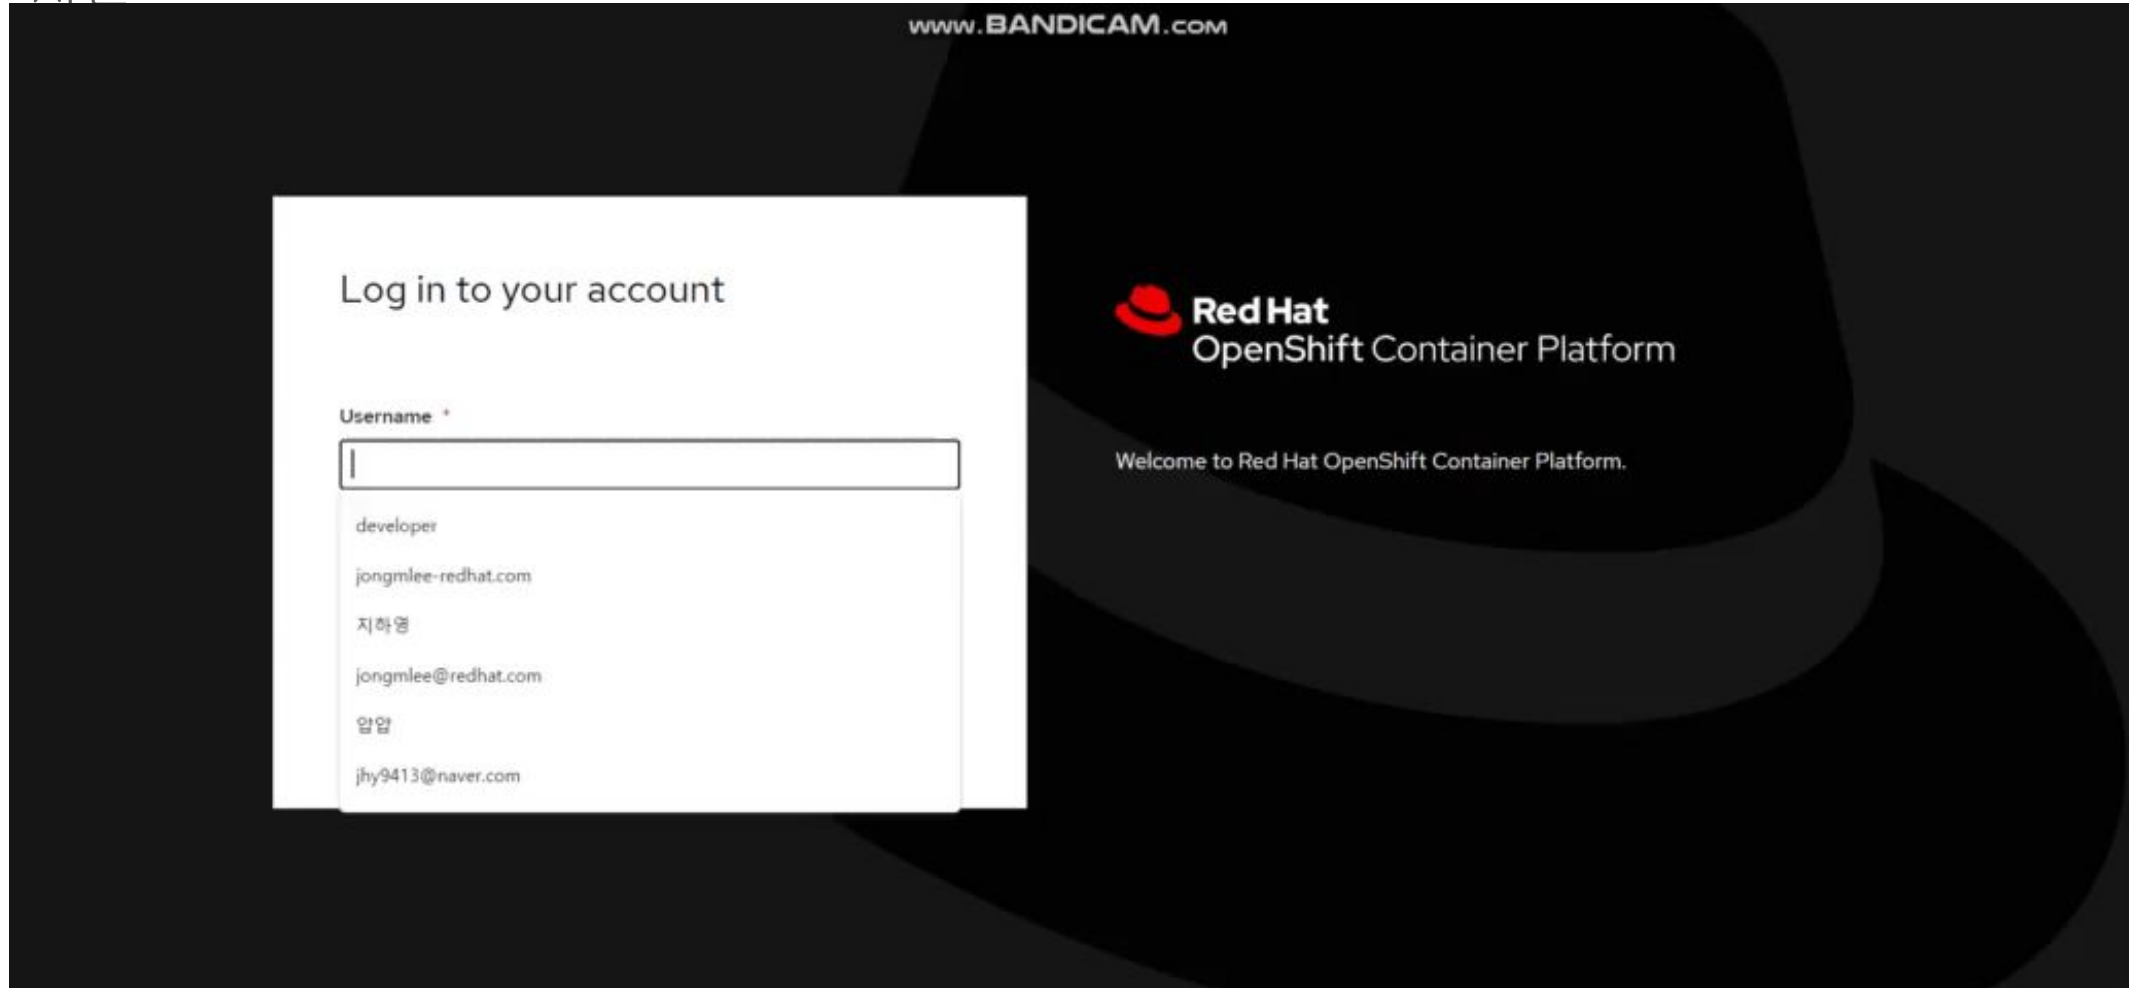 www.BANDICAM.com
Log in to your account
Red Hat
OpenShift Container Platform
Username *
Welcome to Red Hat OpenShift Container Platform.
developer
jongmlee-redhat.com
지하영
jongmlee@redhat.com
얍얍
jhy9413@naver.com